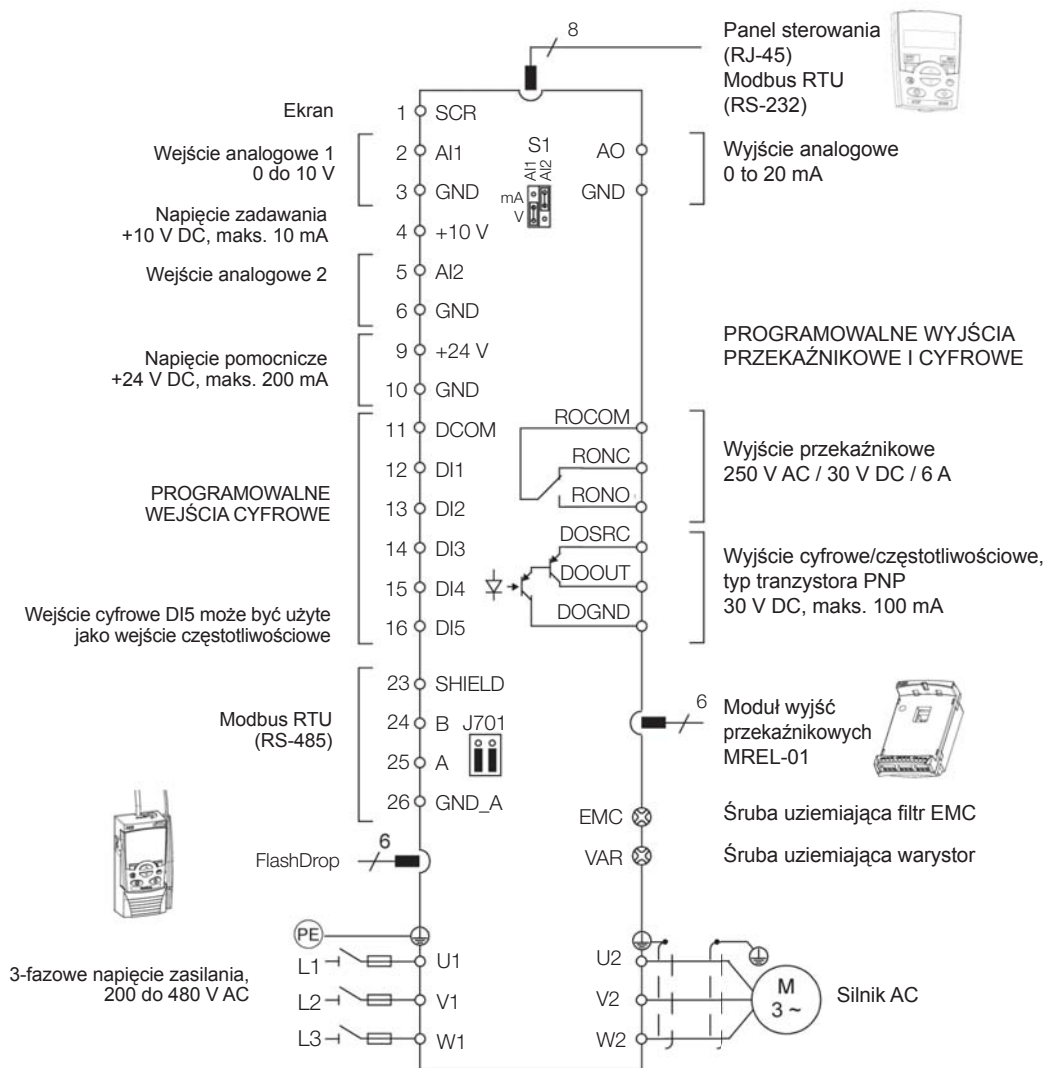 8
Panel sterowania
(RJ-45)
Modbus RTU
(RS-232)
Ekran
1 SCR
Wejście analogowe 1
0 do 10 V
2 AI1
3 GND
S1
AI1
AI2
mA
V
AO
GND
Wyjście analogowe
0 to 20 mA
Napięcie zadawania
+10 V DC, maks. 10 mA
4 +10 V
Wejście analogowe 2
5 AI2
6 GND
Napięcie pomocnicze
+24 V DC, maks. 200 mA
9 +24 V
10 GND
PROGRAMOWALNE WYJŚCIA
PRZEKAŹNIKOWE I CYFROWE
PROGRAMOWALNE
WEJŚCIA CYFROWE
11 DCOM
12 DI1
13 DI2
14 DI3
15 DI4
16 DI5
Wejście cyfrowe DI5 może być użyte
jako wejście częstotliwościowe
ROCOM
RONC
RONO
Wyjście przekaźnikowe
250 V AC / 30 V DC / 6 A
DOSRC
DOOUT
DOGND
Wyjście cyfrowe/częstotliwościowe,
typ tranzystora PNP
30 V DC, maks. 100 mA
Modbus RTU
(RS-485)
23 SHIELD
24 B J701
25 A
26 GND_A
6
Moduł wyjść
przekaźnikowych
MREL-01
EMC
Śruba uziemiająca filtr EMC
VAR
Śruba uziemiająca warystor
FlashDrop
6
PE
3-fazowe napięcie zasilania,
200 do 480 V AC
L1 U1
L2 V1
L3 W1
U2
V2
W2
M
3 ~
Silnik AC